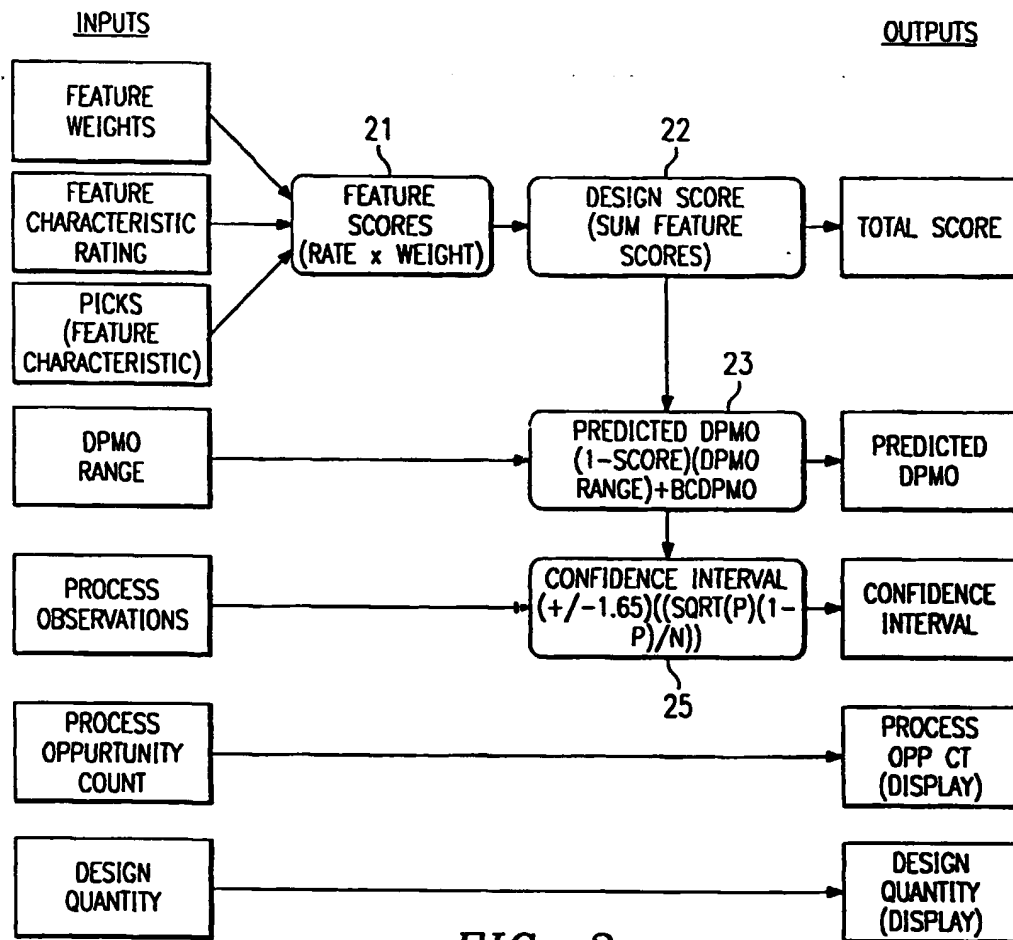 INPUTS
OUTPUTS
FEATURE
WEIGHTS
FEATURE
CHARACTERISTIC
RATING
PICKS
(FEATURE
CHARACTERISTIC)
21
FEATURE
SCORES
(RATE x WEIGHT)
22
DESIGN SCORE
(SUM FEATURE
SCORES)
TOTAL SCORE
DPMO
RANGE
23
PREDICTED DPMO
(1-SCORE)(DPMO
RANGE)+BCDPMO
PREDICTED
DPMO
PROCESS
OBSERVATIONS
CONFIDENCE INTERVAL
(+/-1.65)((SQRT(P)(1-
P)/N))
25
CONFIDENCE
INTERVAL
PROCESS
OPPURTUNITY
COUNT
PROCESS
OPP CT
(DISPLAY)
DESIGN
QUANTITY
DESIGN
QUANTITY
(DISPLAY)